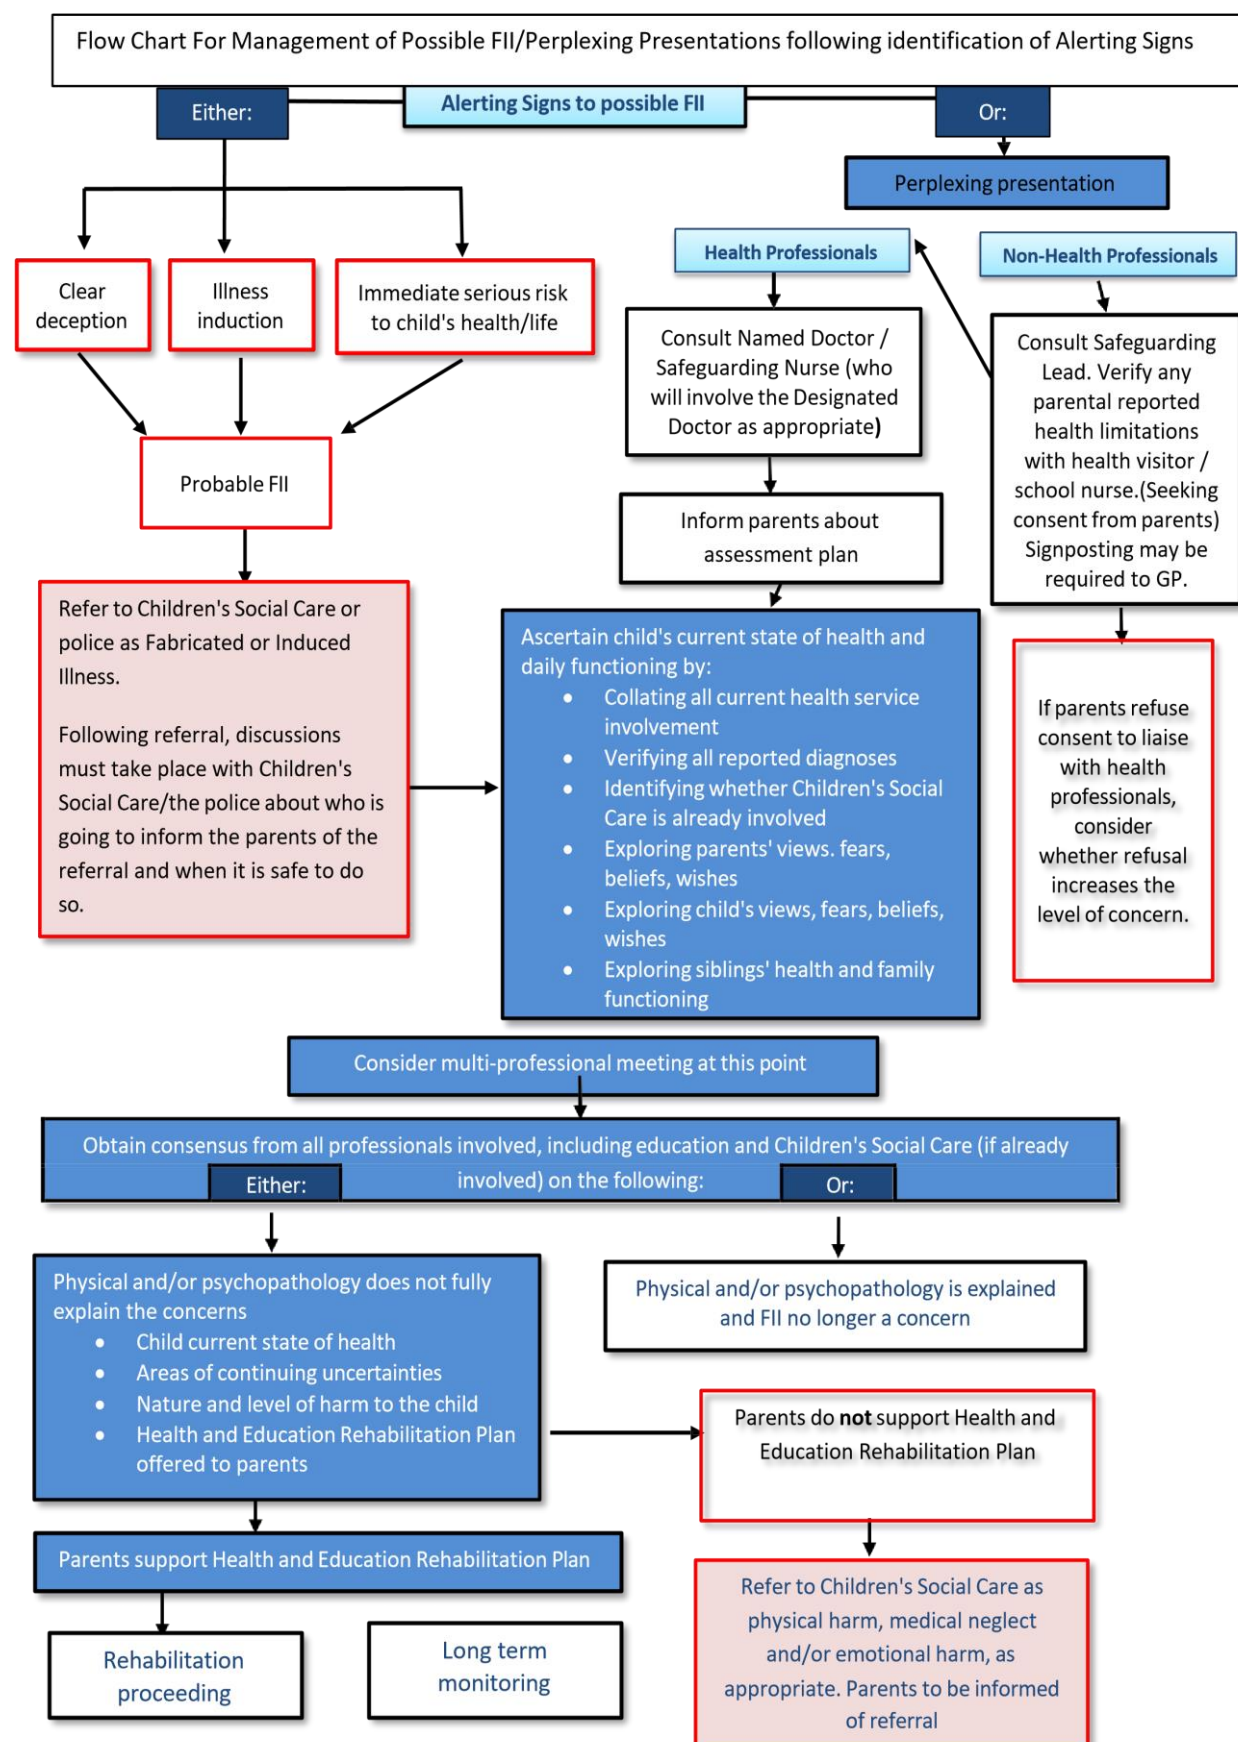 Flow Chart For Management of Possible FII/Perplexing Presentations following identification of Alerting Signs
Either:
Alerting Signs to possible FII
Or:
Perplexing presentation
Clear
deception
Illness
induction
Immediate serious risk
to child's health/life
Probable FII
Refer to Children's Social Care or
police as Fabricated or Induced
Illness.
Following referral, discussions
must take place with Children's
Social Care/the police about who is
going to inform the parents of the
referral and when it is safe to do
so.
Health Professionals
Consult Named Doctor /
Safeguarding Nurse (who
will involve the Designated
Doctor as appropriate)
Inform parents about
assessment plan
Non-Health Professionals
Consult Safeguarding
Lead. Verify any
parental reported
health limitations
with health visitor /
school nurse.(Seeking
consent from parents)
Signposting may be
required to GP.
If parents refuse
consent to liaise
with health
professionals,
consider
whether refusal
increases the
level of concern.
Ascertain child's current state of health and
daily functioning by:
• Collating all current health service
involvement
• Verifying all reported diagnoses
• Identifying whether Children's Social
Care is already involved
• Exploring parents' views. fears,
beliefs, wishes
• Exploring child's views, fears, beliefs,
wishes
• Exploring siblings' health and family
functioning
Consider multi-professional meeting at this point
Obtain consensus from all professionals involved, including education and Children's Social Care (if already
involved) on the following:
Either:
Or:
Physical and/or psychopathology does not fully
explain the concerns
• Child current state of health
• Areas of continuing uncertainties
• Nature and level of harm to the child
• Health and Education Rehabilitation Plan
offered to parents
Physical and/or psychopathology is explained
and FII no longer a concern
Parents do not support Health and
Education Rehabilitation Plan
Parents support Health and Education Rehabilitation Plan
Rehabilitation
proceeding
Long term
monitoring
Refer to Children's Social Care as
physical harm, medical neglect
and/or emotional harm, as
appropriate. Parents to be informed
of referral